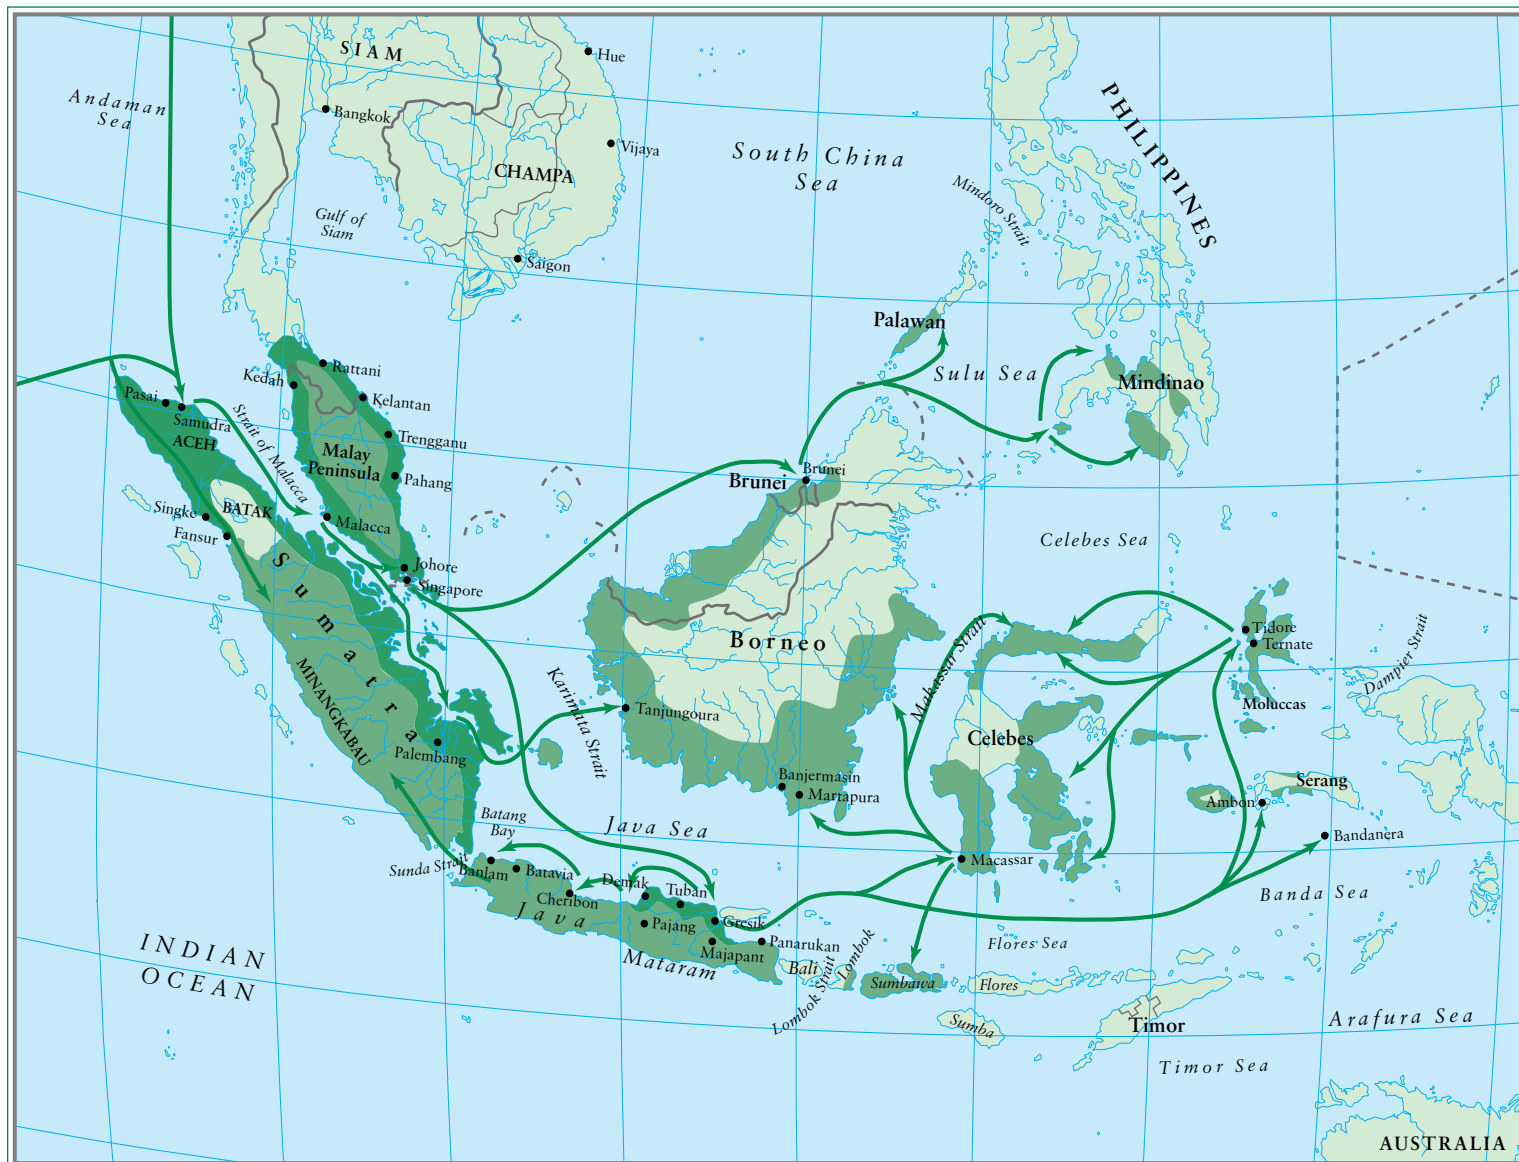 SIAM
Hue
Andaman
Sea
Bangkok
PHILIPPINES
Vijaya
South China
Sea
CHAMPA
Mindoro Strait
Gulf of
Siam
Saigon
Palawan
Rattani
Sulu Sea
Kedah
Mindinao
Pasai
Kelantan
Samudra
Strait of Malacca
ACEH
Trengganu
Malay
Peninsula
Brunei
Pahang
Brunei
Singke
BATAK
Malacca
Fansur
Celebes Sea
Sumatra
Johore
Singapore
Makassar Strait
Tidore
Borneo
Ternate
Dampier Strait
MINANGKABAU
Karimata Strait
Moluccas
Tanjungoura
Celebes
Palembang
Banjermasin
Serang
Martapura
Ambon
Batang
Bay
Java Sea
Bandanera
Sunda Strait
Macassar
Banlam
Batavia
Demak
Tuban
Cheribon
Banda Sea
Java
Pajang
Gresik
Flores Sea
Panarukan
Majapant
INDIAN
OCEAN
Mataram
Bali
Lombok
Lombok Strait
Sumbawa
Flores
Sumba
Timor
Arafura Sea
Timor Sea
AUSTRALIA